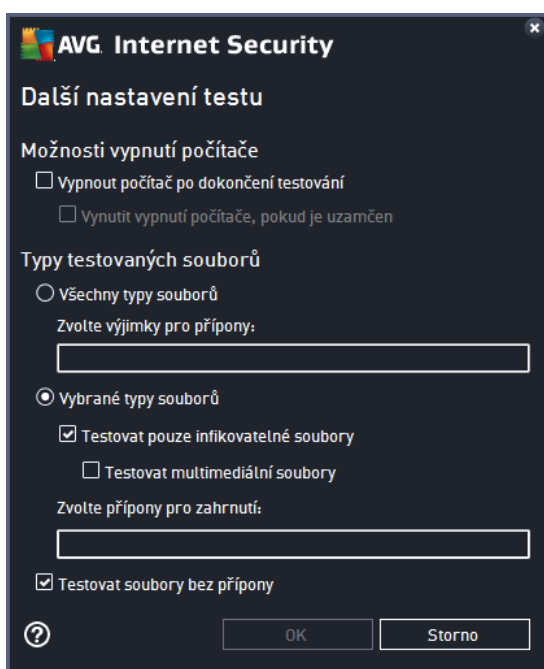 AVG. Internet Security
Další nastavení testu
Možnosti vypnutí počítače
Vypnout počítač po dokončení testování
Vynutit vypnutí počítače, pokud je uzamčen
Typy testovaných souborů
Všechny typy souborů
Zvolte výjimky pro přípony:
Vybrané typy souborů
Testovat pouze infikovatelné soubory
Testovat multimediální soubory
Zvolte přípony pro zahrnutí:
Testovat soubory bez přípony
? OK Storno